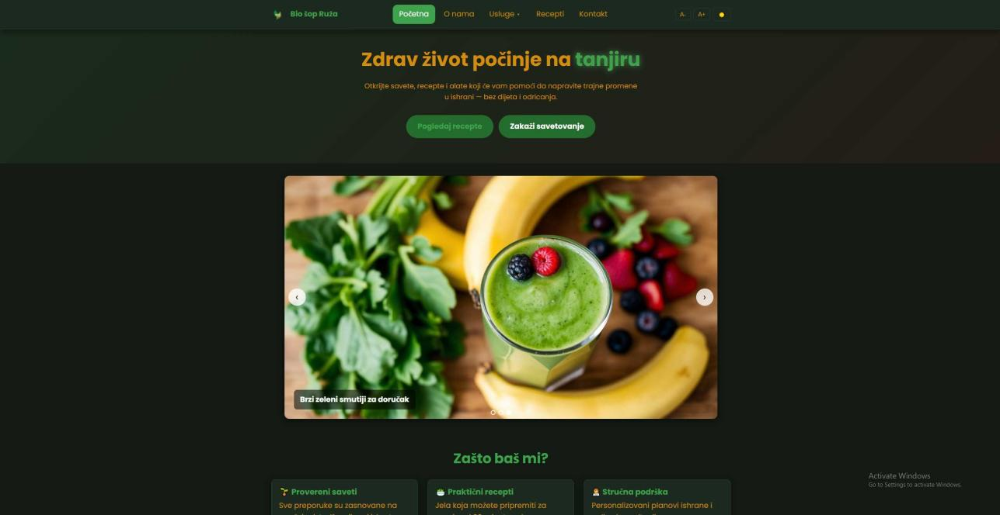 Bio šop Ruža
Početna O nama Usluge Recepti Kontakt
A- A+
Zdrav život počinje na tanjiru
Otkrijte savete, recepte i alate koji će vam pomoći da napravite trajne promene
u ishrani — bez dijeta i odricanja.
Pogledaj recepte Zakaži savetovanje
‹ ›
Brzi zeleni smutiji za doručak
Zašto baš mi?
Activate Windows
Go to Settings to activate Windows.
Provereni saveti
Sve preporuke su zasnovane na
Praktični recepti
Jela koja možete pripremiti za
Stručna podrška
Personalizovani planovi ishrane i